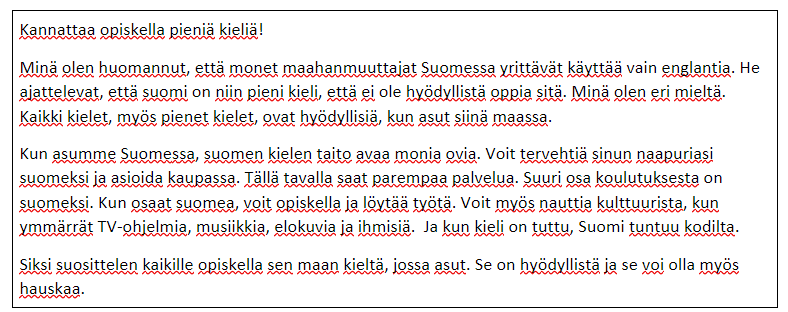 Kannattaa opiskella pieniä kieliä!
Minä olen huomannut, että monet maahanmuuttajat Suomessa yrittävät käyttää vain englantia. He
ajattelevat, että suomi on niin pieni kieli, että ei ole hyödyllistä oppia sitä. Minä olen eri mieltä.
Kaikki kielet, myös pienet kielet, ovat hyödyllisiä, kun asut siinä maassa.
Kun asumme Suomessa, suomen kielen taito avaa monia ovia. Voit tervehtiä sinun naapuriasi
suomeksi ja asioida kaupassa. Tällä tavalla saat parempaa palvelua. Suuri osa koulutuksesta on
suomeksi. Kun osaat suomea, voit opiskella ja löytää työtä. Voit myös nauttia kulttuurista, kun
ymmärrät TV-ohjelmia, musiikkia, elokuvia ja ihmisiä.  Ja kun kieli on tuttu, Suomi tuntuu kodilta.
Siksi suosittelen kaikille opiskella sen maan kieltä, jossa asut. Se on hyödyllistä ja se voi olla myös
hauskaa.